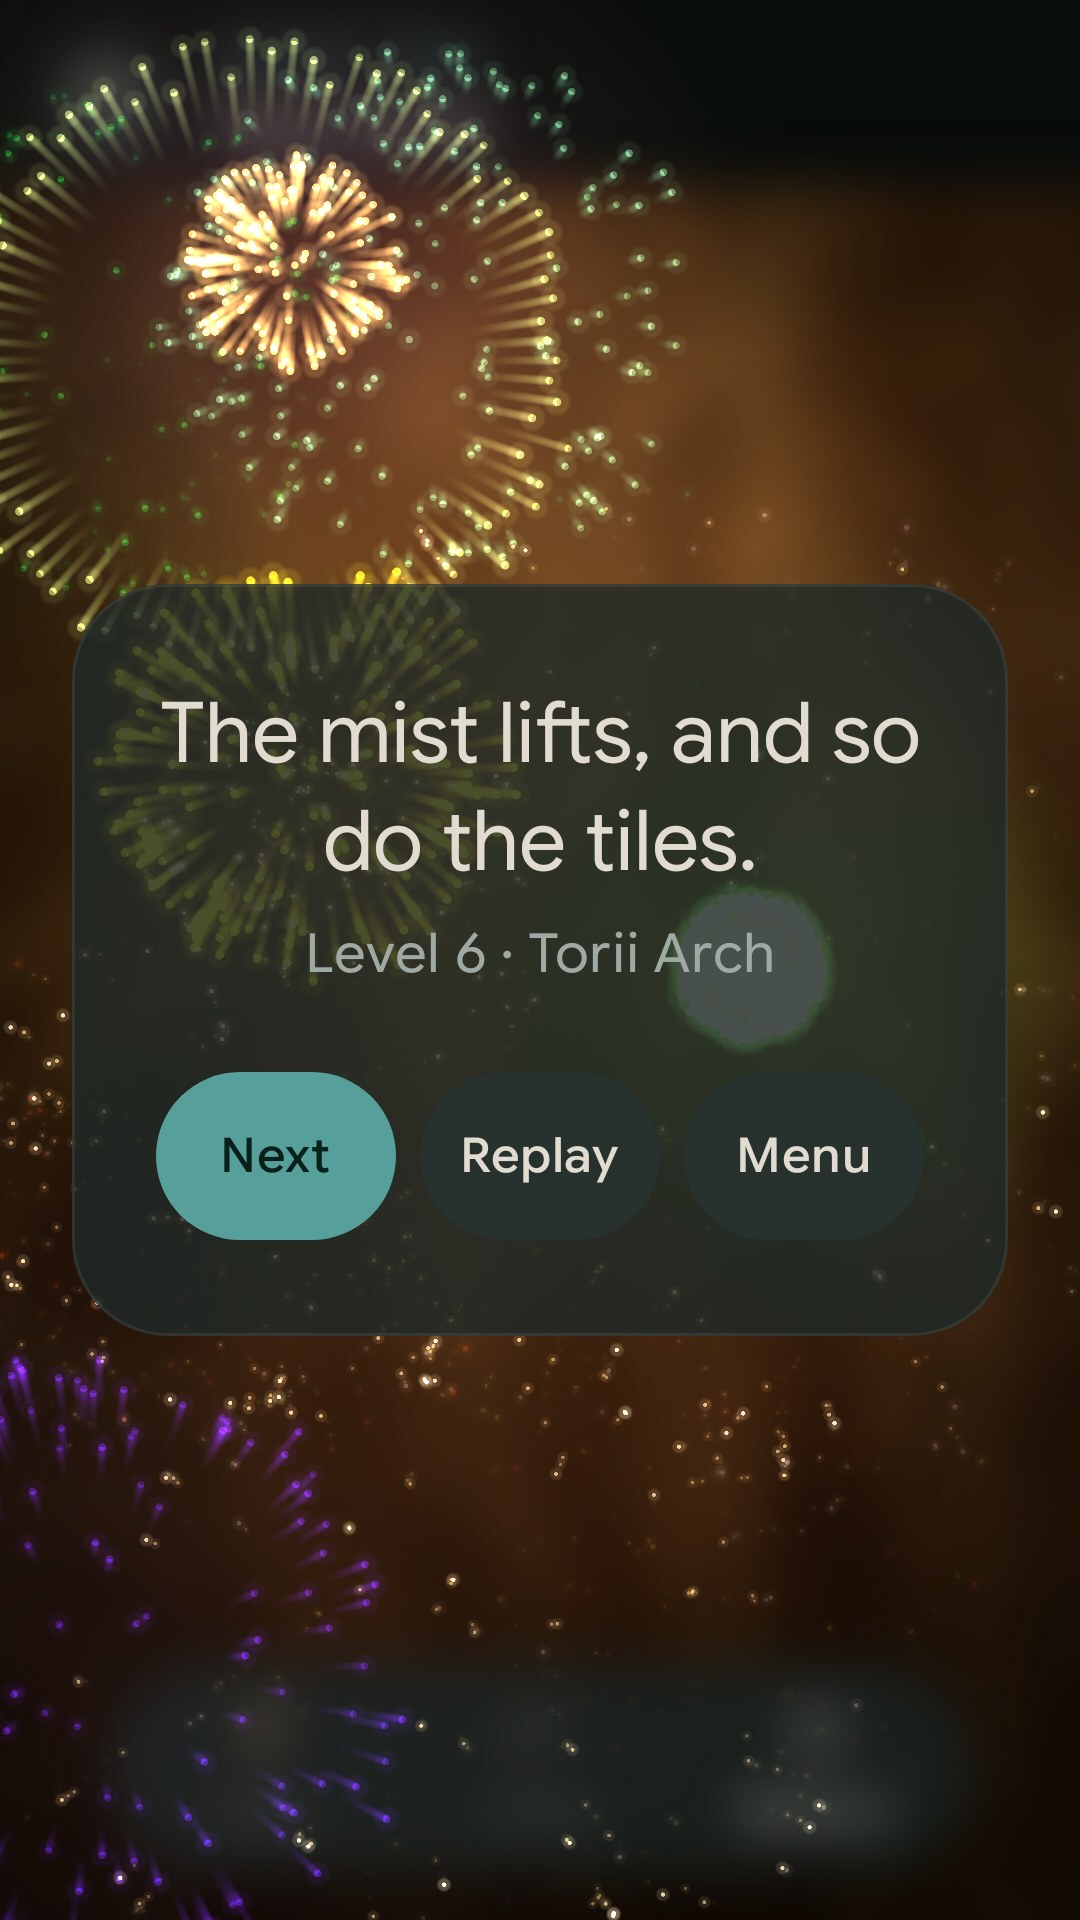 The mist lifts, and so
do the tiles.
Level 6 · Torii Arch
Next
Replay
Menu